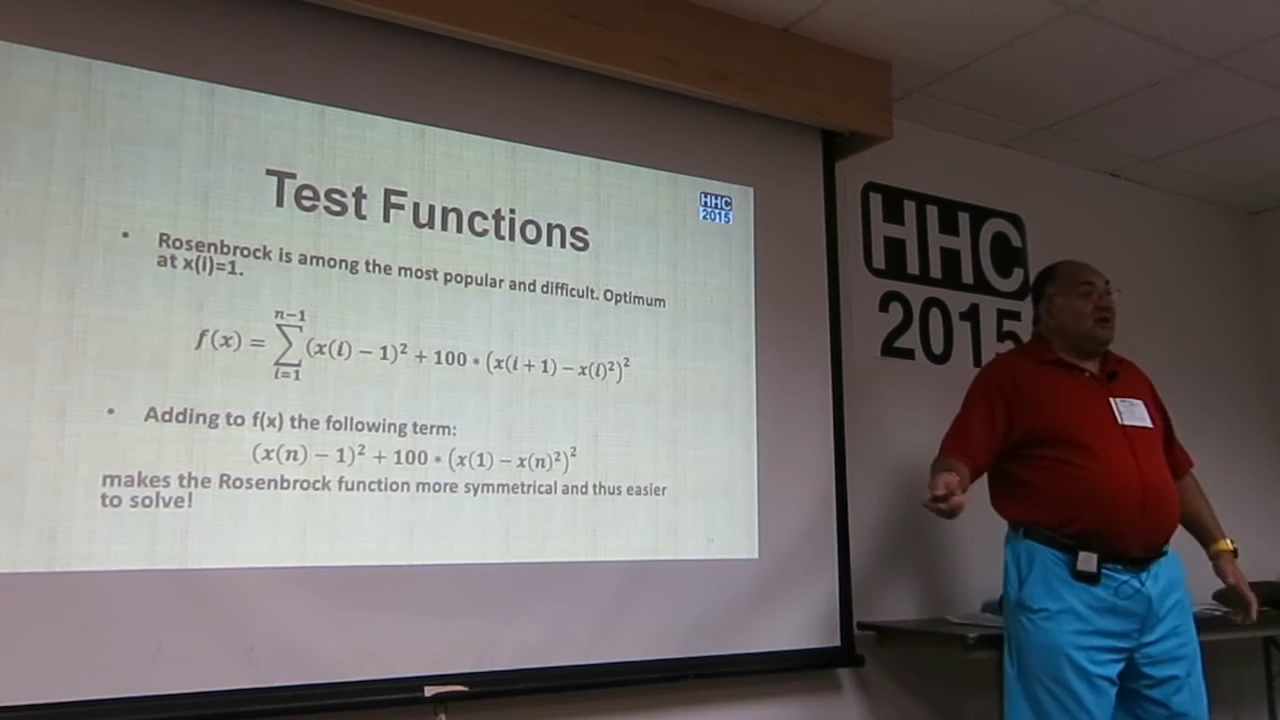 Test Functions
HHC
2015
• Rosenbrock is among the most popular and difficult. Optimum
at x(i)=1.
n−1
f(x) = ∑ (x(i) − 1)² + 100 * (x(i + 1) − x(i)²)²
i=1
• Adding to f(x) the following term:
(x(n) − 1)² + 100 * (x(1) − x(n)²)²
makes the Rosenbrock function more symmetrical and thus easier
to solve!
HHC
2015